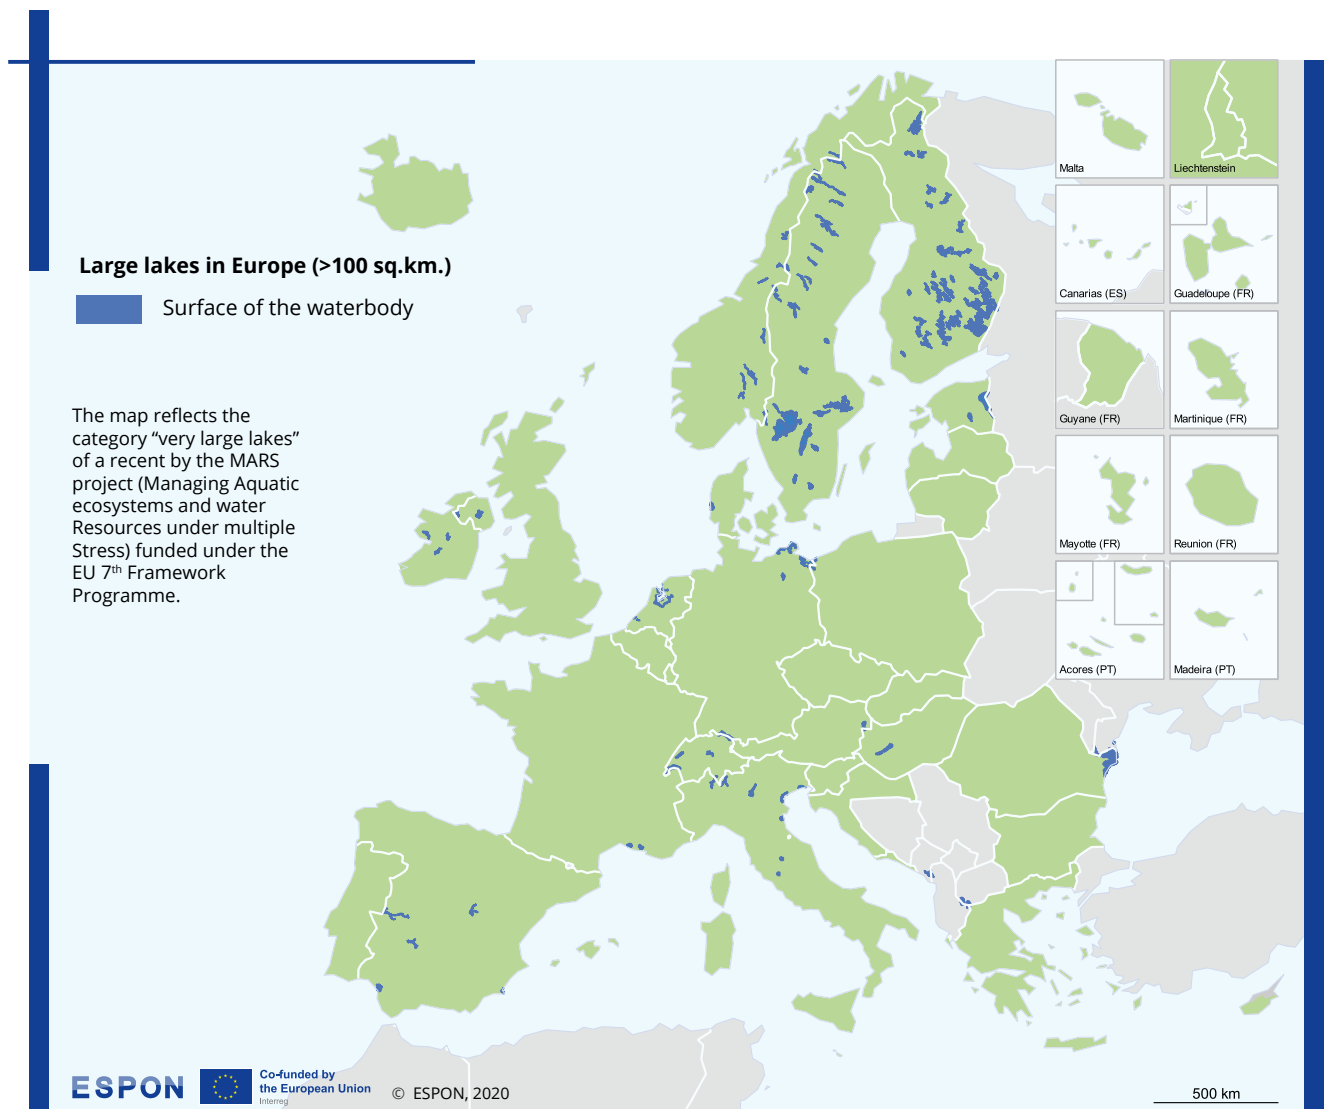 Large lakes in Europe (>100 sq.km.)
Surface of the waterbody
The map reflects the
category “very large lakes”
of a recent by the MARS
project (Managing Aquatic
ecosystems and water
Resources under multiple
Stress) funded under the
EU 7th Framework
Programme.
Malta
Liechtenstein
Canarias (ES)
Guadeloupe (FR)
Guyane (FR)
Martinique (FR)
Mayotte (FR)
Reunion (FR)
Acores (PT)
Madeira (PT)
ESPON
Co-funded by
the European Union
Interreg
© ESPON, 2020
500 km